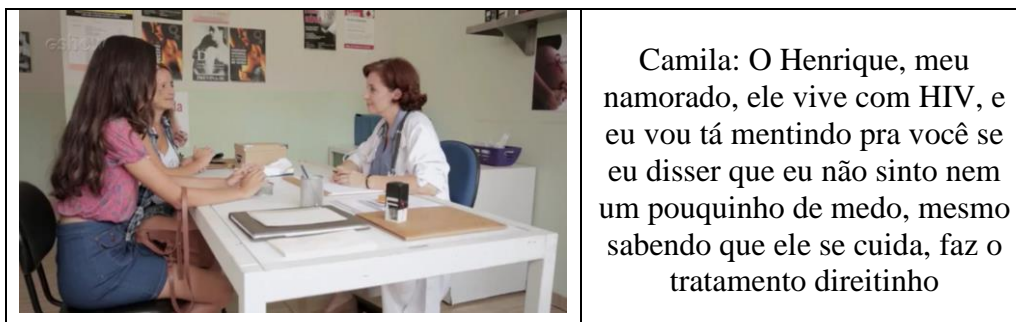 gshow
Camila: O Henrique, meu
namorado, ele vive com HIV, e
eu vou tá mentindo pra você se
eu disser que eu não sinto nem
um pouquinho de medo, mesmo
sabendo que ele se cuida, faz o
tratamento direitinho